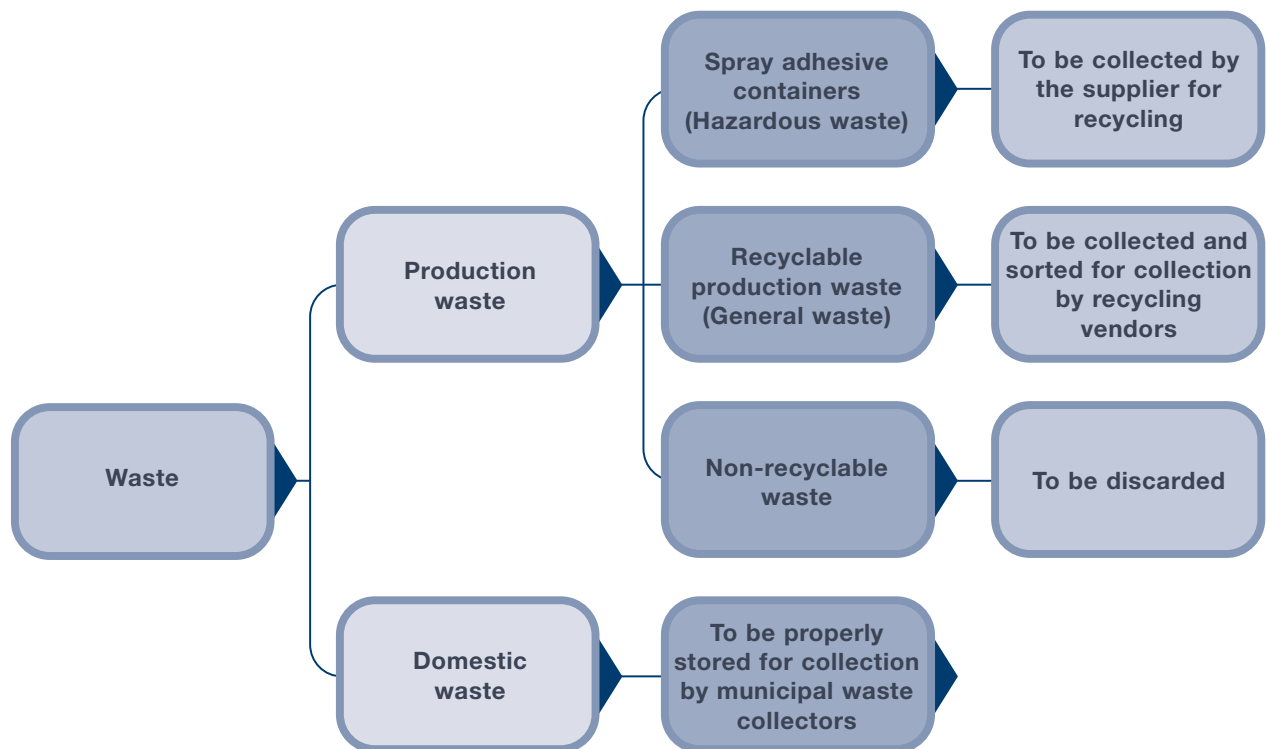 Spray adhesive
containers
(Hazardous waste)
To be collected by
the supplier for
recycling
Production
waste
Recyclable
production waste
(General waste)
To be collected and
sorted for collection
by recycling
vendors
Waste
Non-recyclable
waste
To be discarded
Domestic
waste
To be properly
stored for collection
by municipal waste
collectors